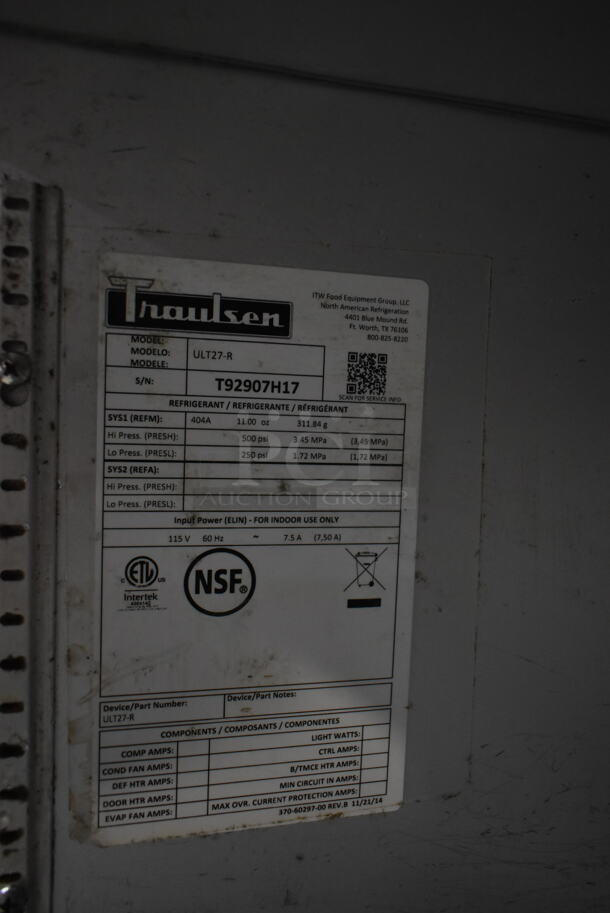 Traulsen
ITW Food Equipment Group, LLC
North American Refrigeration
4401 Blue Mound Rd.
Ft. Worth, TX 76106
800-825-8220
MODEL:
MODELO:
MODELE:
ULT27-R
S/N:
T92907H17
SCAN FOR SERVICE INFO
REFRIGERANT / REFRIGERANTE / RÉFRIGÉRANT
SYS1 (REFM): 404A 11.00 oz 311.84 g
Hi Press. (PRESH): 500 psi 3.45 MPa (3,45 MPa)
Lo Press. (PRESL): 250 psi 1.72 MPa (1,72 MPa)
SYS2 (REFA):
Hi Press. (PRESH):
Lo Press. (PRESL):
PCI
AUCTION GROUP
Input Power (ELIN) - FOR INDOOR USE ONLY
115 V 60 Hz ~ 7.5 A (7,50 A)
C ETL US
Intertek
NSF®
Device/Part Number:
ULT27-R
Device/Part Notes:
COMPONENTS / COMPOSANTS / COMPONENTES
COMP AMPS: LIGHT WATTS:
COND FAN AMPS: CTRL AMPS:
DEF HTR AMPS: B/TMCE HTR AMPS:
DOOR HTR AMPS: MIN CIRCUIT IN AMPS:
EVAP FAN AMPS: MAX OVR. CURRENT PROTECTION AMPS:
370-60297-00 REV.B 11/21/14